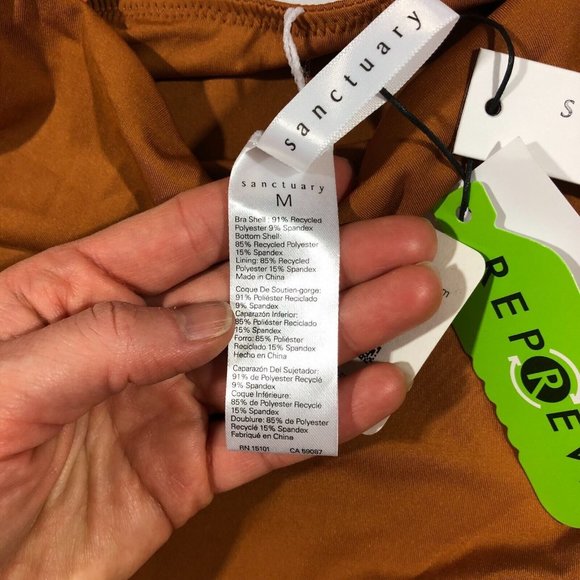 sanctuary
S
sanctuary
M
Bra Shell : 91% Recycled
Polyester 9% Spandex
Bottom Shell:
85% Recycled Polyester
15% Spandex
Lining: 85% Recycled
Polyester 15% Spandex
Made in China
Coque De Soutien-gorge:
91% Poliéster Reciclado
9% Spandex
Caparazón Inferior:
85% Poliéster Reciclado
15% Spandex
Forro: 85% Poliéster
Reciclado 15% Spandex
Hecho en China
Caparazón Del Sujetador:
91% de Polyester Recyclé
9% Spandex
Coque Inférieure:
85% de Polyester Recyclé
15% Spandex
Doublure: 85% de Polyester
Recyclé 15% Spandex
Fabriqué en China
RN 15101 CA 59087
REPREV
m